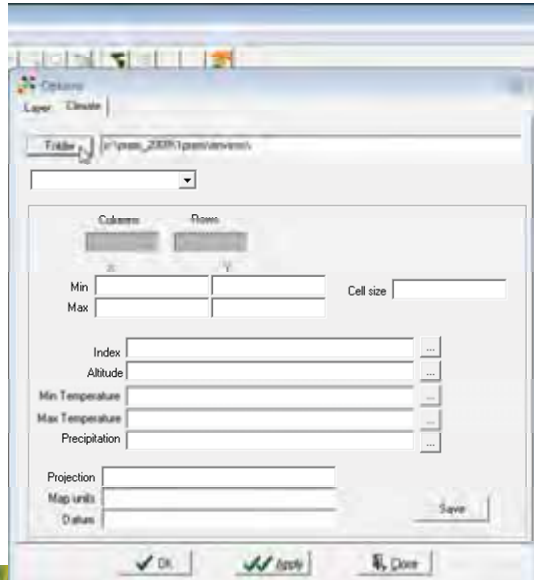 Options
Layer Climate
Folder
Columns Rows
X Y
Min
Cell size
Max
Index ...
Altitude ...
Min Temperature ...
Max Temperature ...
Precipitation ...
Projection
Map units
Save
Datum
OK Apply Close